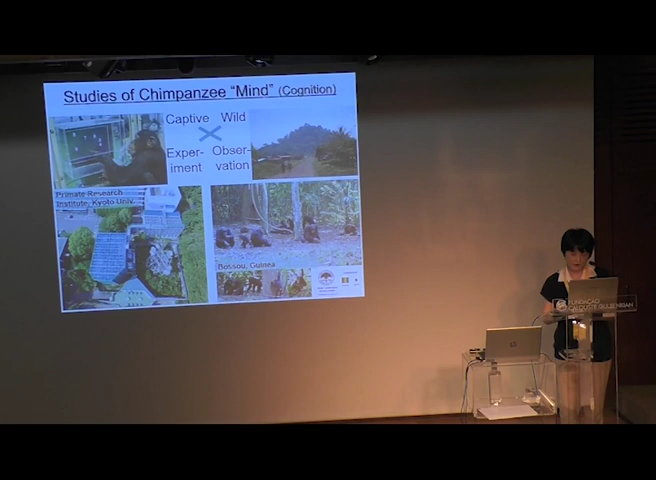 Studies of Chimpanzee “Mind” (Cognition)
Captive Wild
Exper- Obser-
iment vation
Primate Research
Institute, Kyoto Univ.
Bossou, Guinea
FUNDAÇÃO
CALOUSTE GULBENKIAN